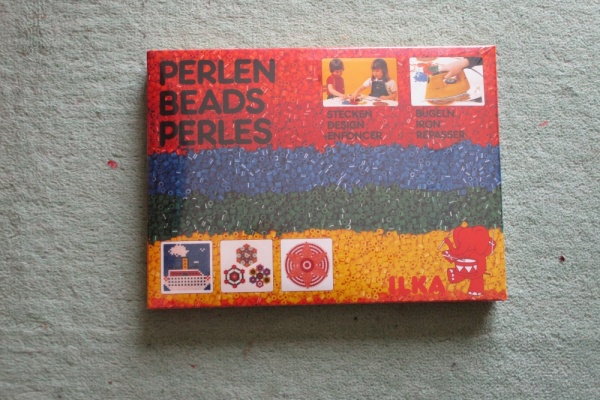 PERLEN
BEADS
PERLES
STECKEN
DESIGN
ENFONCER
BÜGELN
IRON
REPASSER
ILKA